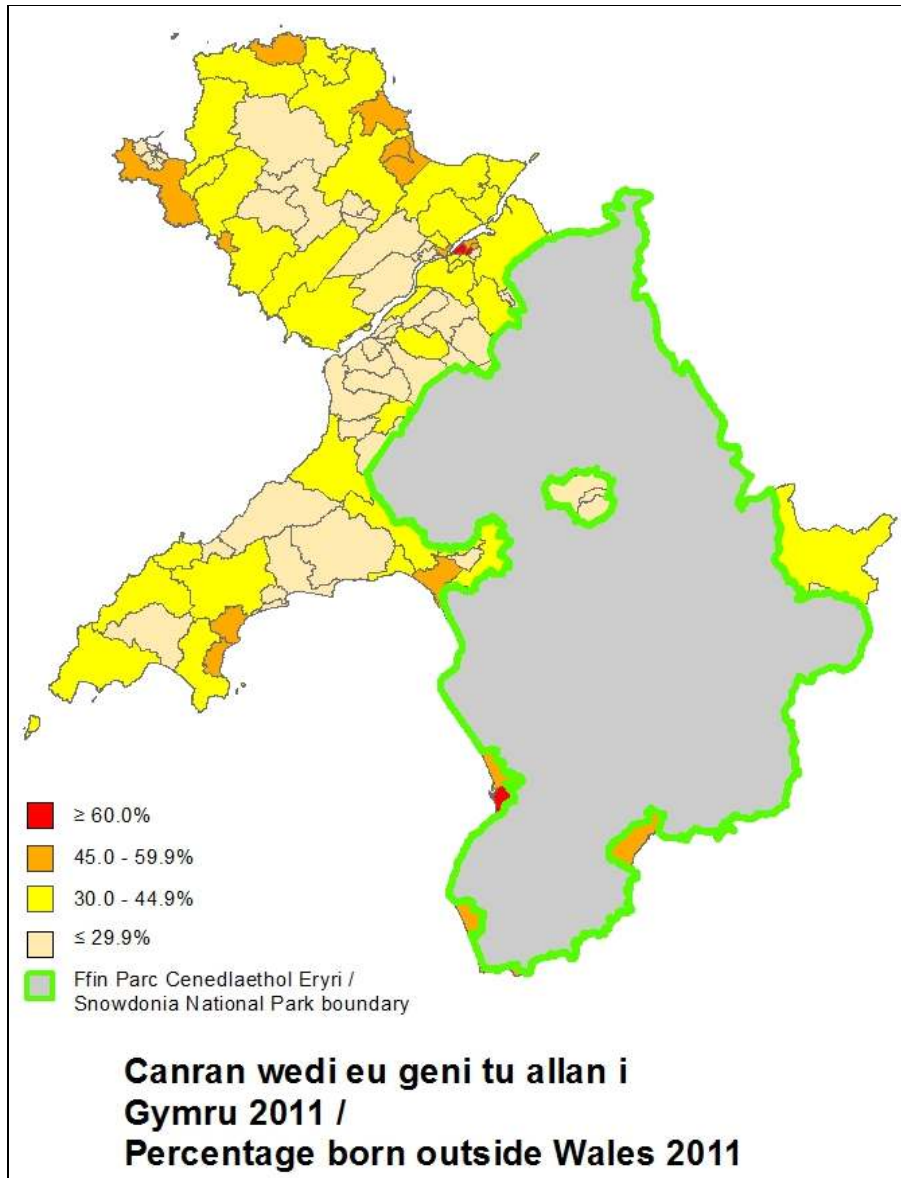 ≥ 60.0%
45.0 - 59.9%
30.0 - 44.9%
≤ 29.9%
Ffin Parc Cenedlaethol Eryri /
Snowdonia National Park boundary
Canran wedi eu geni tu allan i
Gymru 2011 /
Percentage born outside Wales 2011